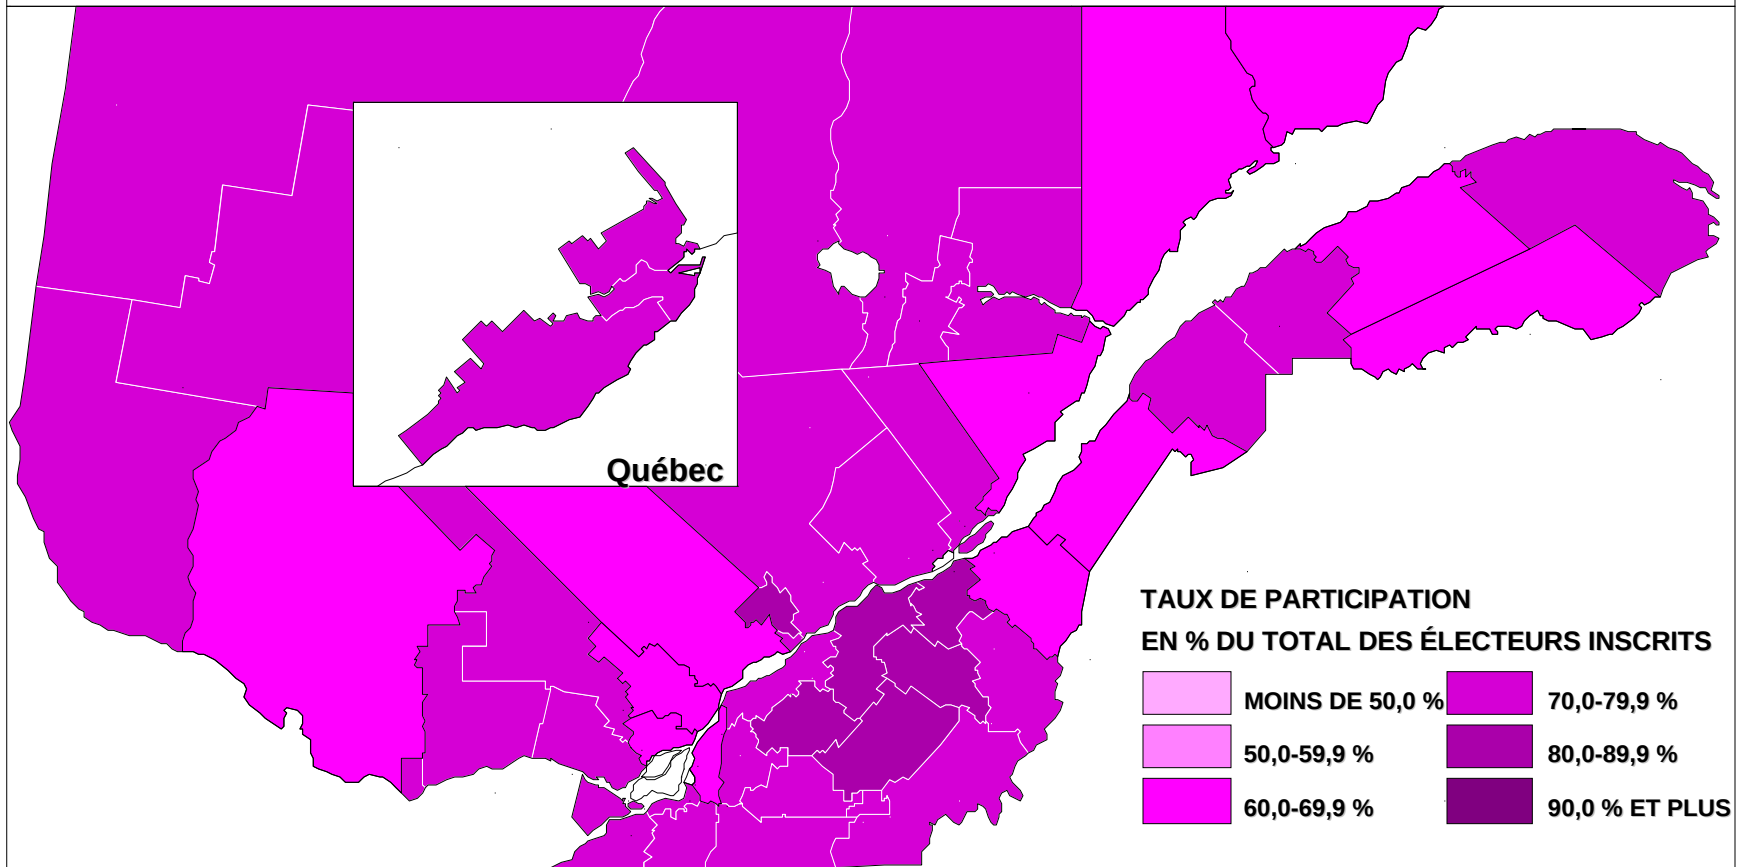 Québec
TAUX DE PARTICIPATION
EN % DU TOTAL DES ÉLECTEURS INSCRITS
MOINS DE 50,0 %
50,0-59,9 %
60,0-69,9 %
70,0-79,9 %
80,0-89,9 %
90,0 % ET PLUS